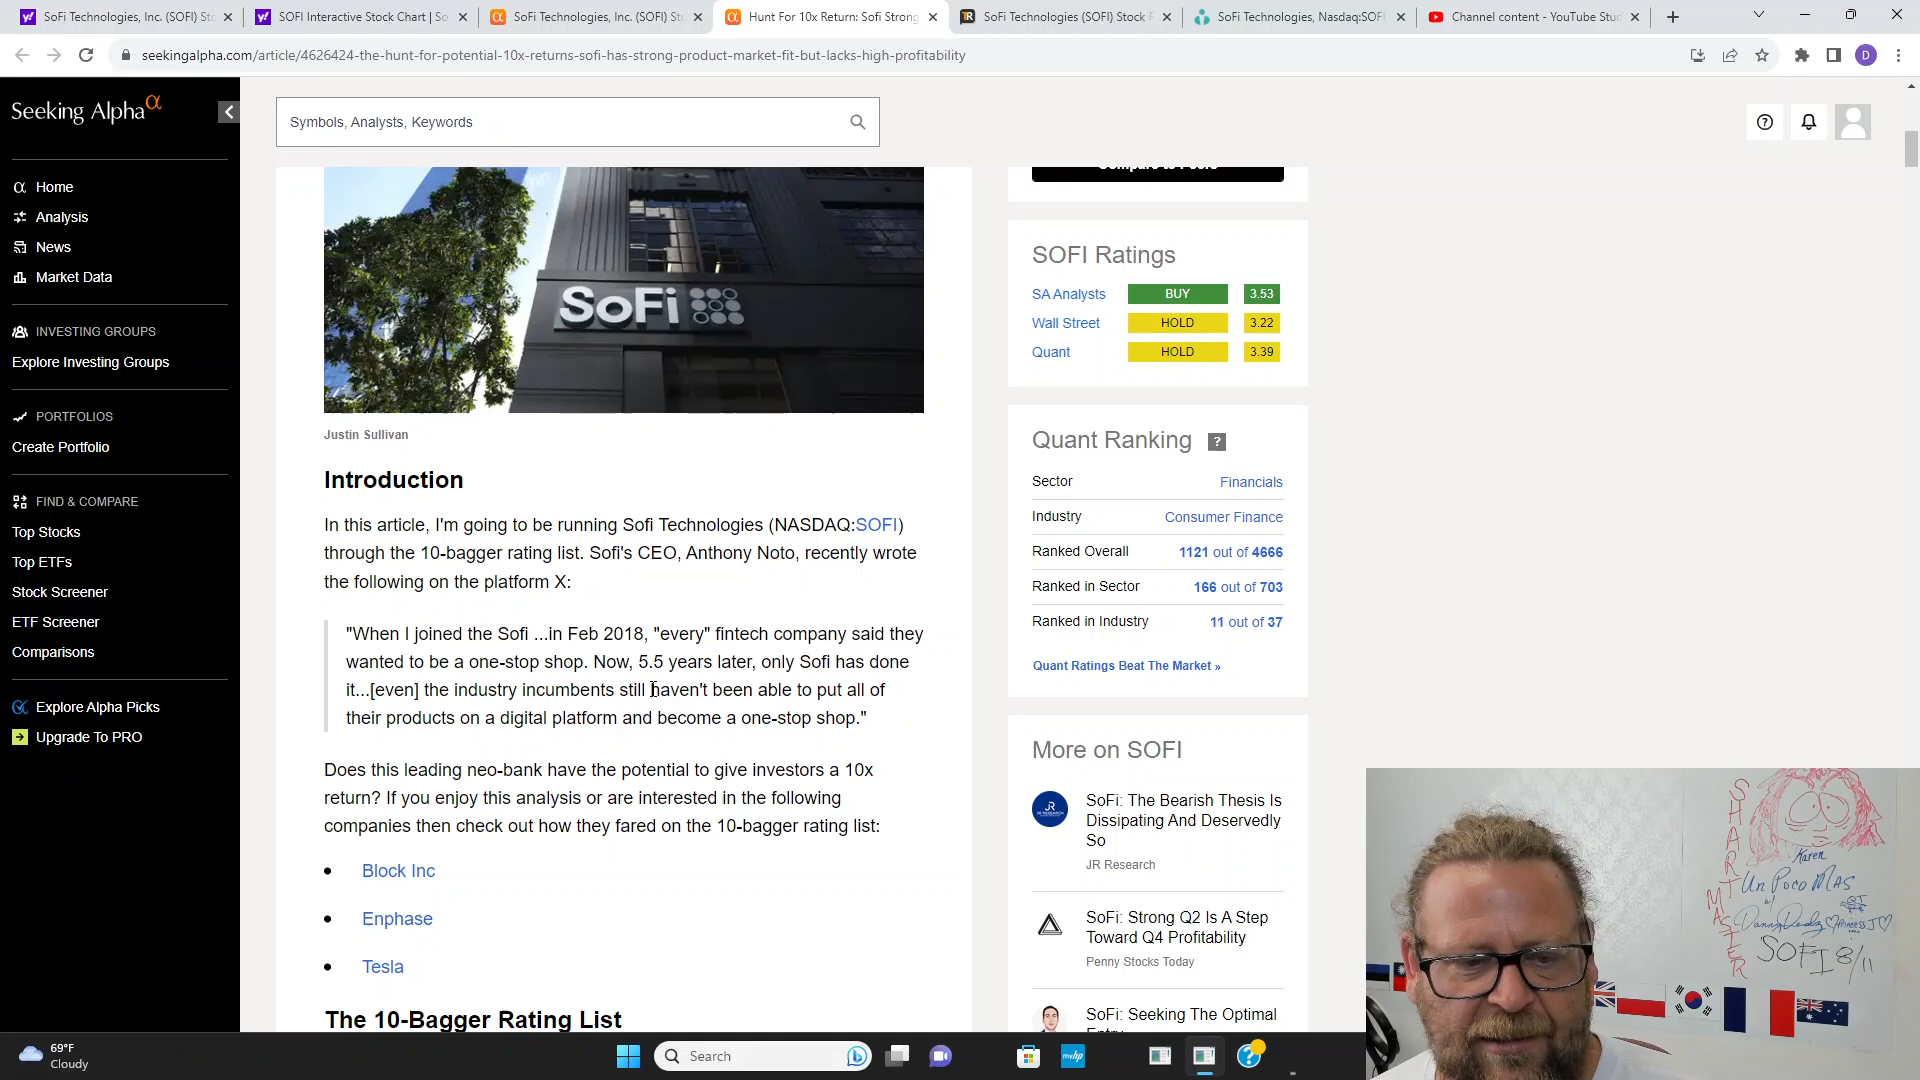 SoFi Technologies, Inc. (SOFI) Sto
SOFI Interactive Stock Chart | So
SoFi Technologies, Inc. (SOFI) Sto
Hunt For 10x Return: Sofi Strong
SoFi Technologies (SOFI) Stock F
SoFi Technologies, Nasdaq:SOFI
Channel content - YouTube Stud
seekingalpha.com/article/4626424-the-hunt-for-potential-10x-returns-sofi-has-strong-product-market-fit-but-lacks-high-profitability
D
Seeking Alpha α
Home
Analysis
News
Market Data
INVESTING GROUPS
Explore Investing Groups
PORTFOLIOS
Create Portfolio
FIND & COMPARE
Top Stocks
Top ETFs
Stock Screener
ETF Screener
Comparisons
Explore Alpha Picks
Upgrade To PRO
Symbols, Analysts, Keywords
SoFi
Justin Sullivan
Introduction
In this article, I'm going to be running Sofi Technologies (NASDAQ:SOFI)
through the 10-bagger rating list. Sofi's CEO, Anthony Noto, recently wrote
the following on the platform X:
"When I joined the Sofi ...in Feb 2018, "every" fintech company said they
wanted to be a one-stop shop. Now, 5.5 years later, only Sofi has done
it...[even] the industry incumbents still haven't been able to put all of
their products on a digital platform and become a one-stop shop."
Does this leading neo-bank have the potential to give investors a 10x
return? If you enjoy this analysis or are interested in the following
companies then check out how they fared on the 10-bagger rating list:
• Block Inc
• Enphase
• Tesla
The 10-Bagger Rating List
Compare to Peers
SOFI Ratings
SA Analysts BUY 3.53
Wall Street HOLD 3.22
Quant HOLD 3.39
Quant Ranking ?
Sector Financials
Industry Consumer Finance
Ranked Overall 1121 out of 4666
Ranked in Sector 166 out of 703
Ranked in Industry 11 out of 37
Quant Ratings Beat The Market »
More on SOFI
JR
SoFi: The Bearish Thesis Is
Dissipating And Deservedly
So
JR Research
SoFi: Strong Q2 Is A Step
Toward Q4 Profitability
Penny Stocks Today
SoFi: Seeking The Optimal
Entry
SHARTMASTER
Karen
Un Poco MAS
w/
Danny Dealz
Princess J
SOFI 8/11
69°F
Cloudy
Search
myhp